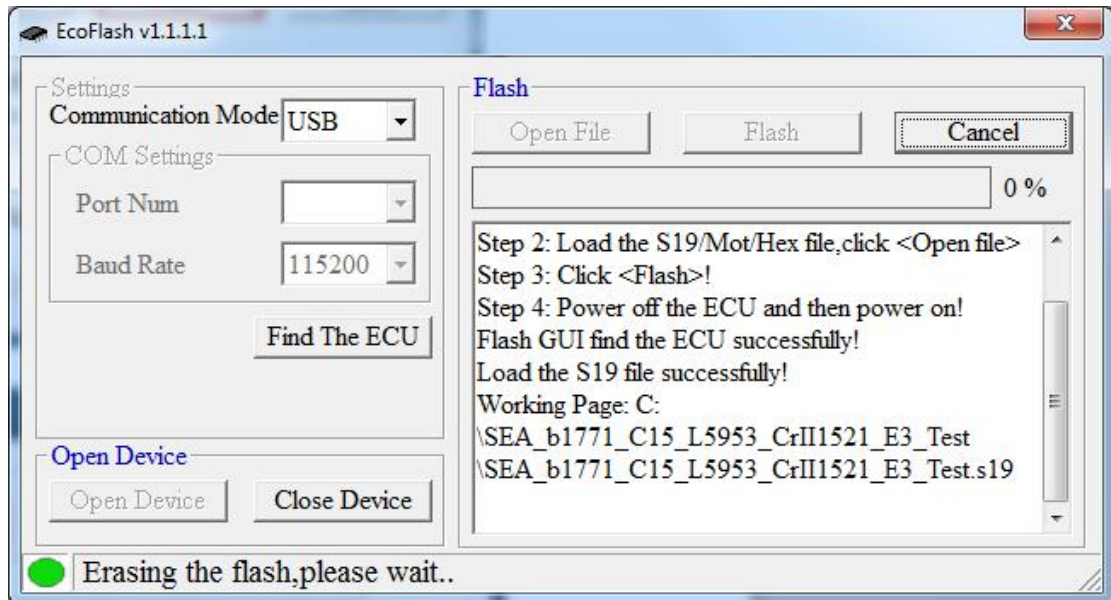 EcoFlash v1.1.1.1
Settings
Communication Mode USB
COM Settings
Port Num
Baud Rate 115200
Find The ECU
Open Device
Open Device Close Device
Flash
Open File Flash Cancel
0 %
Step 2: Load the S19/Mot/Hex file,click <Open file>
Step 3: Click <Flash>!
Step 4: Power off the ECU and then power on!
Flash GUI find the ECU successfully!
Load the S19 file successfully!
Working Page: C:
\SEA_b1771_C15_L5953_CrII1521_E3_Test
\SEA_b1771_C15_L5953_CrII1521_E3_Test.s19
Erasing the flash,please wait..